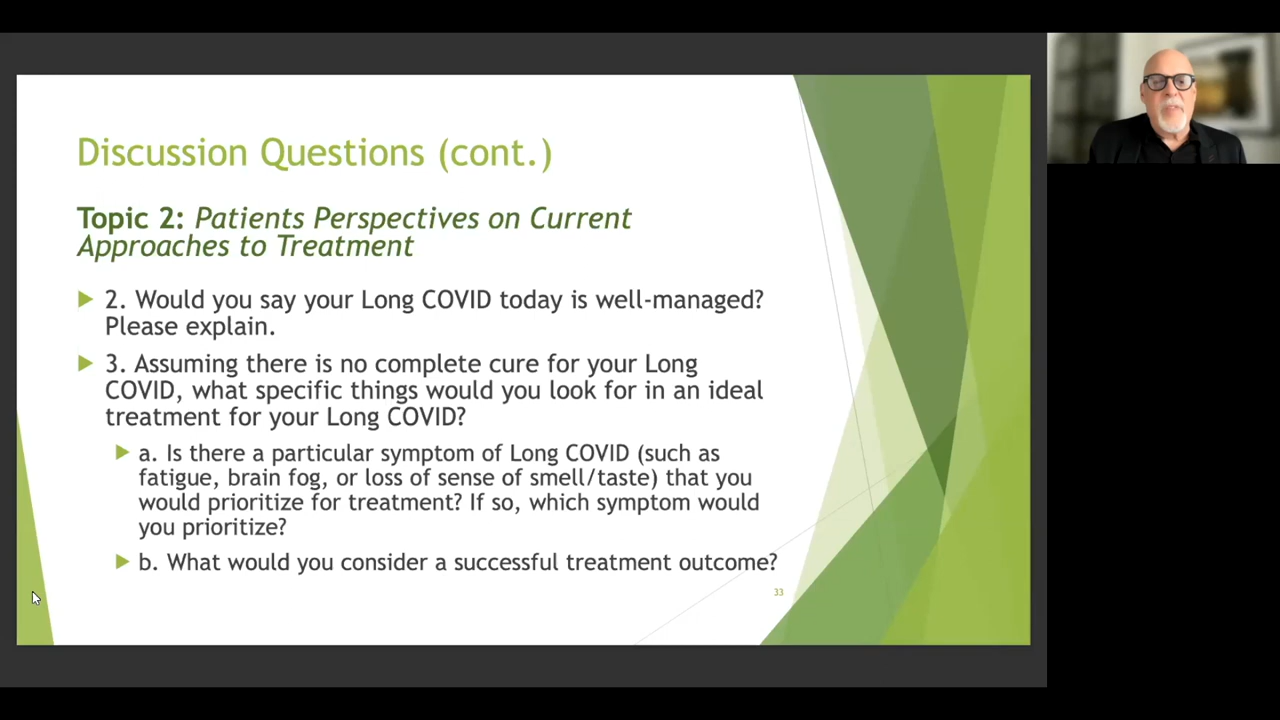 Discussion Questions (cont.)
Topic 2: Patients Perspectives on Current
Approaches to Treatment
2. Would you say your Long COVID today is well-managed?
Please explain.
3. Assuming there is no complete cure for your Long
COVID, what specific things would you look for in an ideal
treatment for your Long COVID?
a. Is there a particular symptom of Long COVID (such as
fatigue, brain fog, or loss of sense of smell/taste) that you
would prioritize for treatment? If so, which symptom would
you prioritize?
b. What would you consider a successful treatment outcome?
33